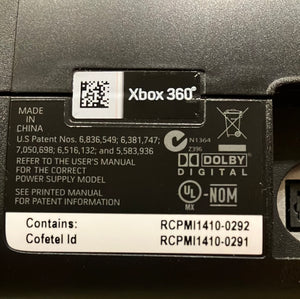 Xbox 360
MADE IN
CHINA
U.S Patent Nos. 6,836,549; 6,381,747;
7,050,698; 6,516,132; and 5,583,936
REFER TO THE USER'S MANUAL
FOR THE CORRECT
POWER SUPPLY MODEL
SEE PRINTED MANUAL
FOR PATENT INFORMATION
N1364
Z396
DOLBY
DIGITAL
UL NOM
MX
Contains: RCPMI1410-0292
Cofetel Id RCPMI1410-0291